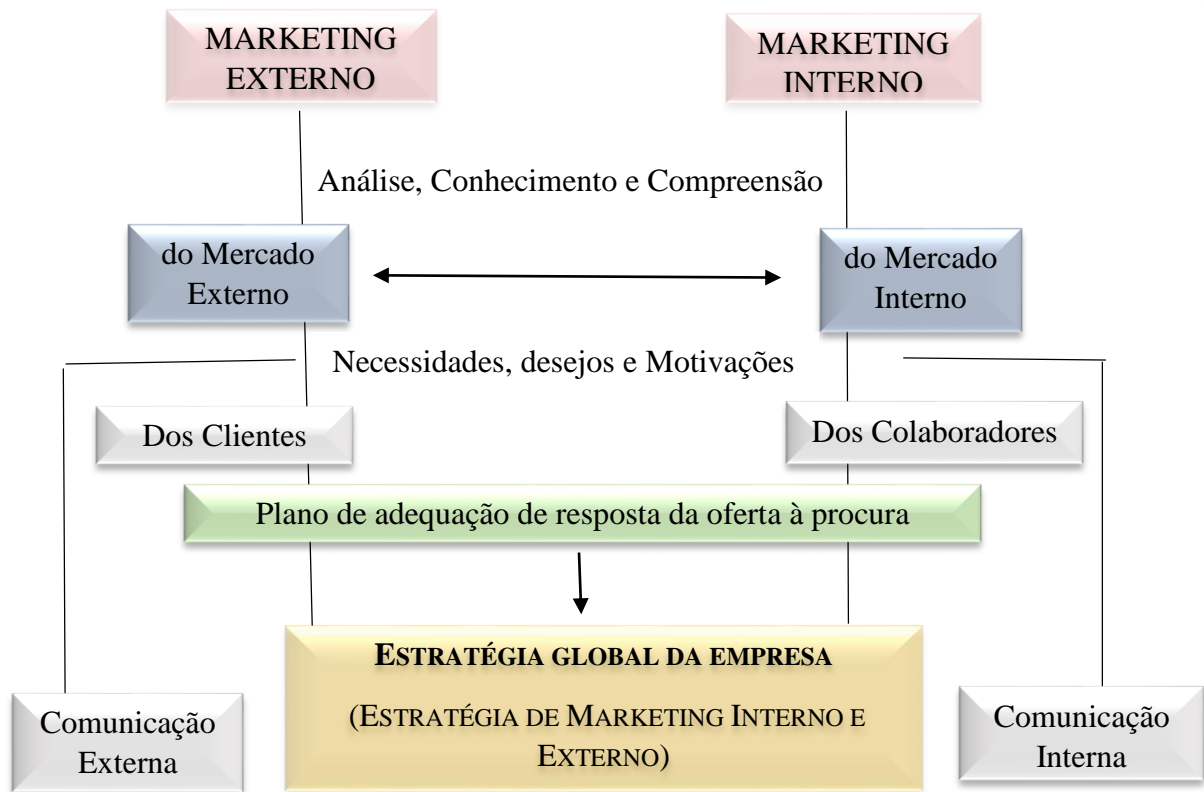 MARKETING
EXTERNO
MARKETING
INTERNO
Análise, Conhecimento e Compreensão
do Mercado
Externo
do Mercado
Interno
Necessidades, desejos e Motivações
Dos Clientes
Dos Colaboradores
Plano de adequação de resposta da oferta à procura
ESTRATÉGIA GLOBAL DA EMPRESA
(ESTRATÉGIA DE MARKETING INTERNO E
EXTERNO)
Comunicação
Externa
Comunicação
Interna